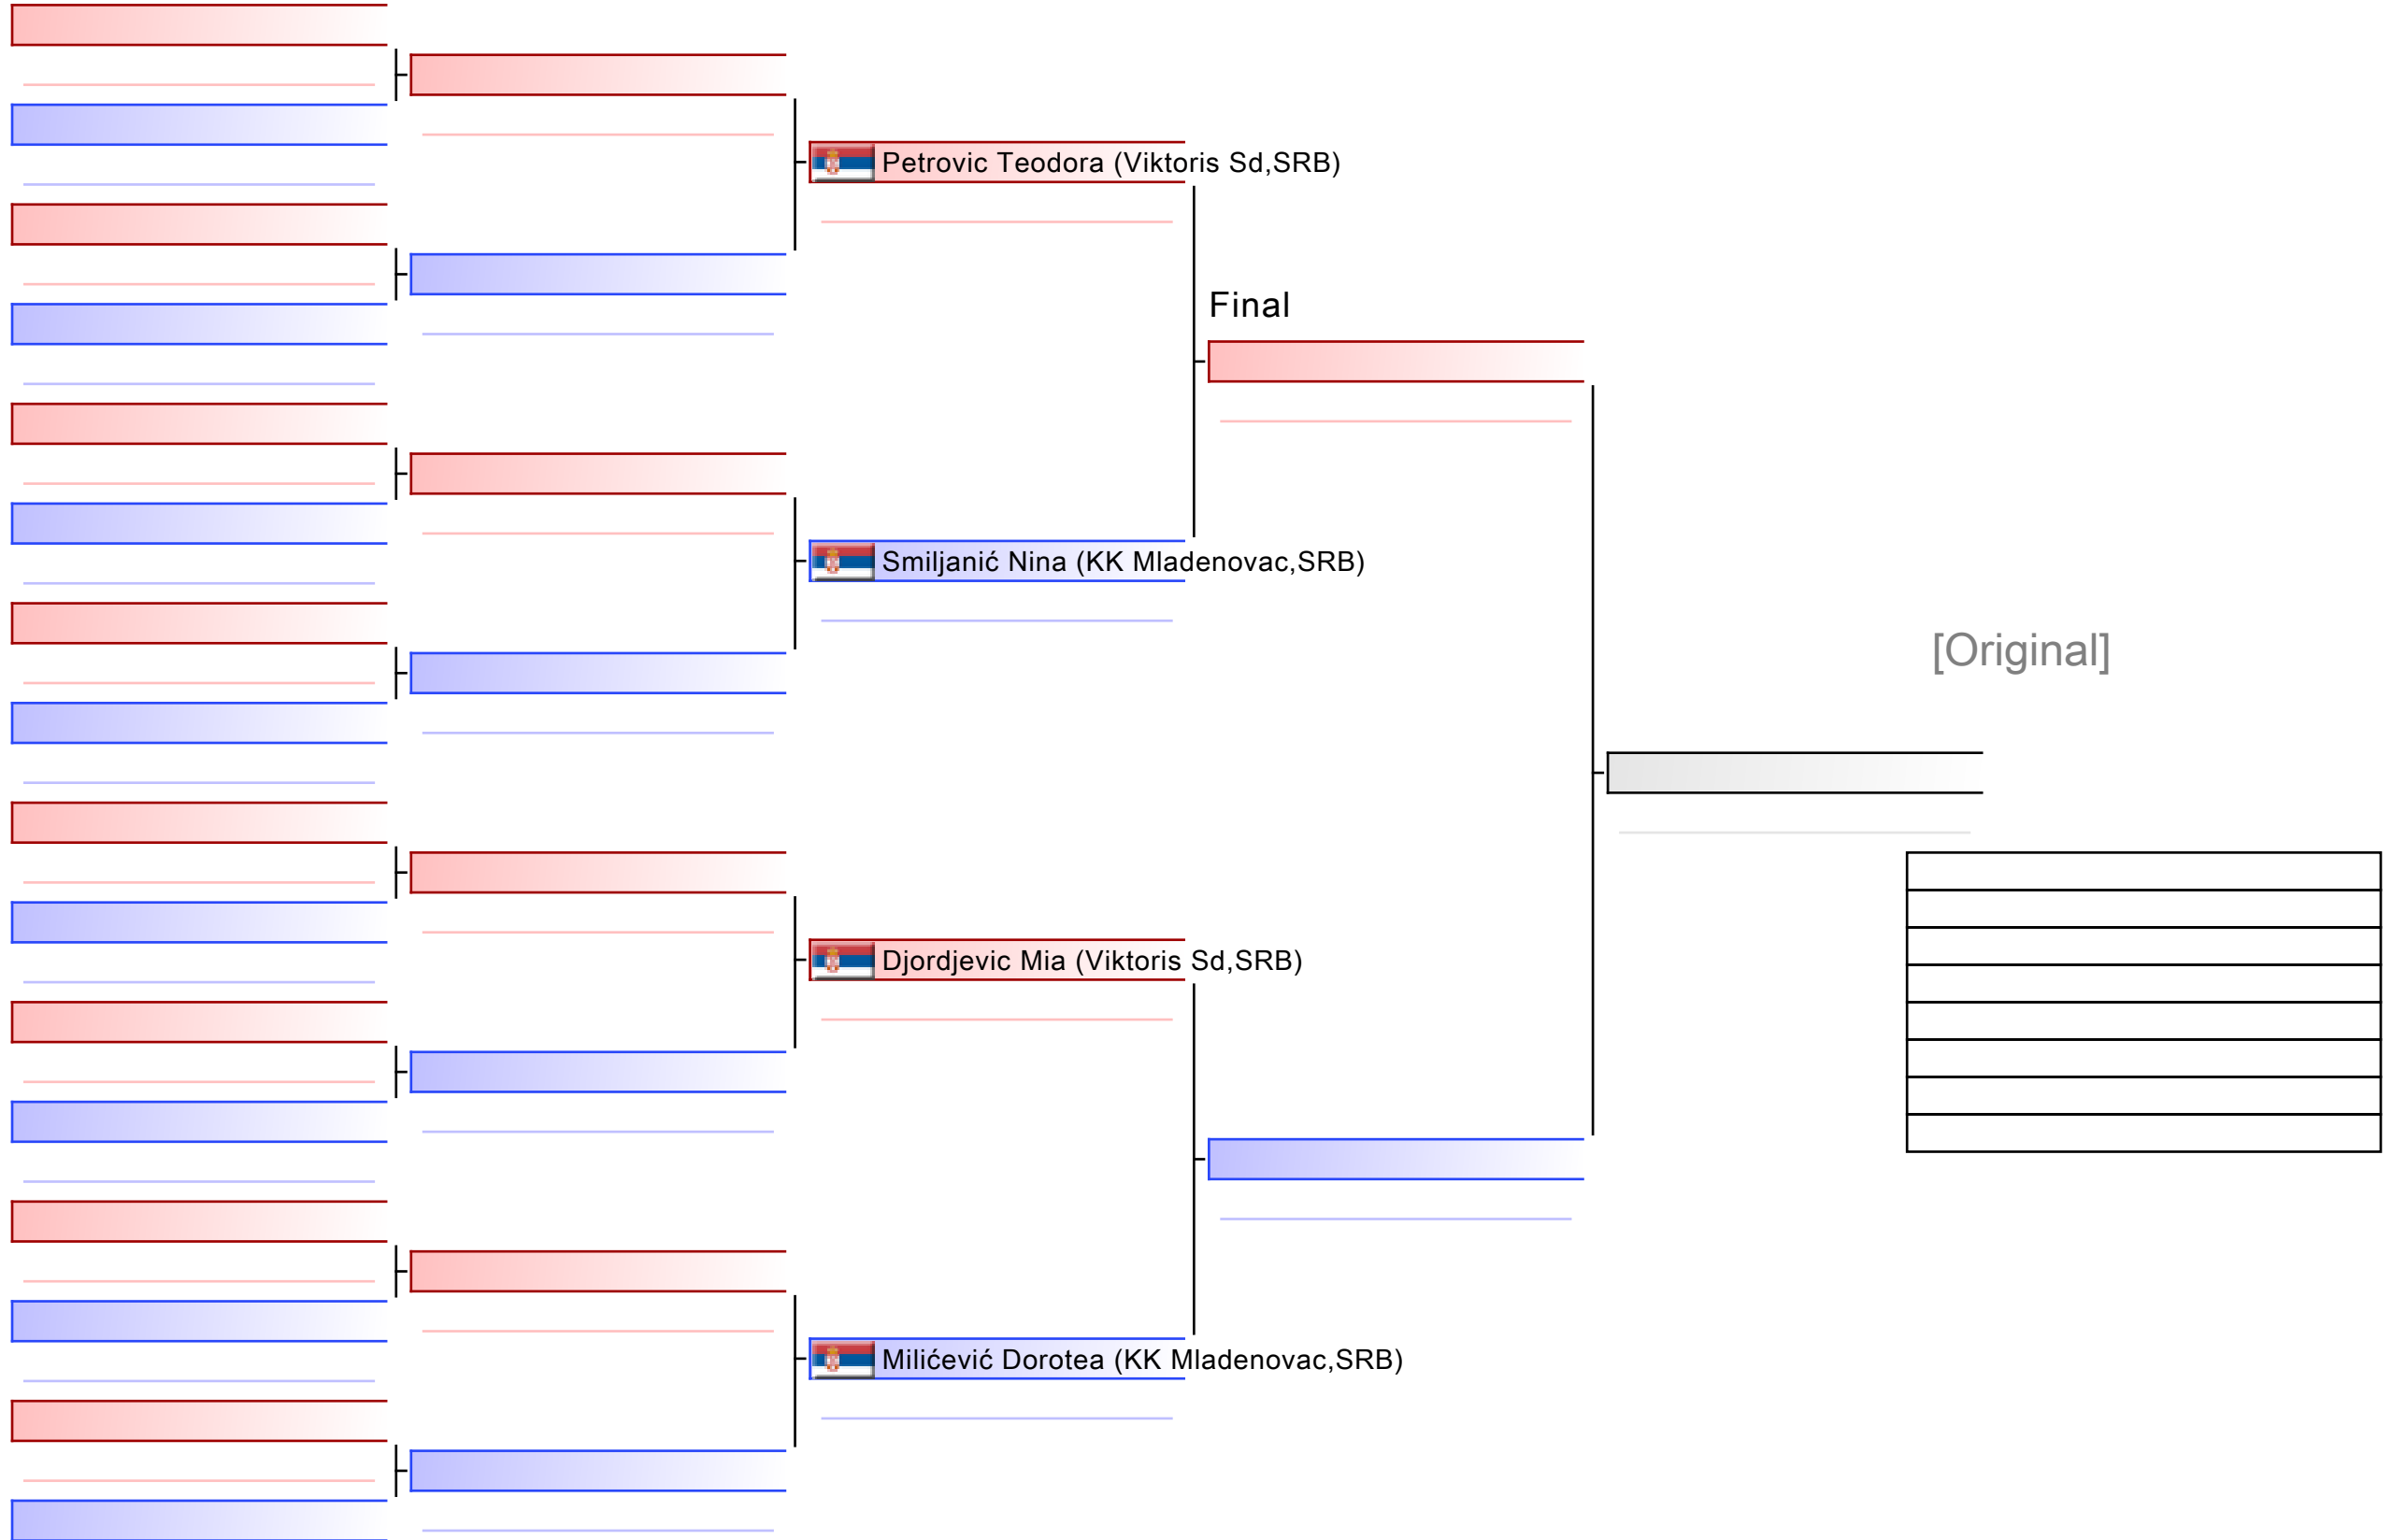 Petrovic Teodora (Viktoris Sd,SRB)
Final
Smiljanić Nina (KK Mladenovac,SRB)
[Original]
Djordjevic Mia (Viktoris Sd,SRB)
Milićević Dorotea (KK Mladenovac,SRB)